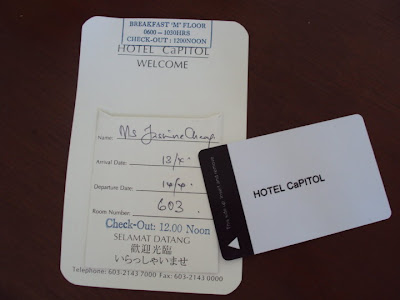 BREAKFAST "M" FLOOR
0600 – 1030HRS
CHECK-OUT : 1200NOON
HOTEL CaPITOL
WELCOME
Name: Ms Jasmine
Arrival Date: 13/
Departure Date: 14/
Room Number: 603
Check-Out: 12.00 Noon
SELAMAT DATANG
歡迎光臨
いらっしゃいませ
Telephone: 603-2143 7000 Fax: 603-2143 0000
HOTEL CaPITOL